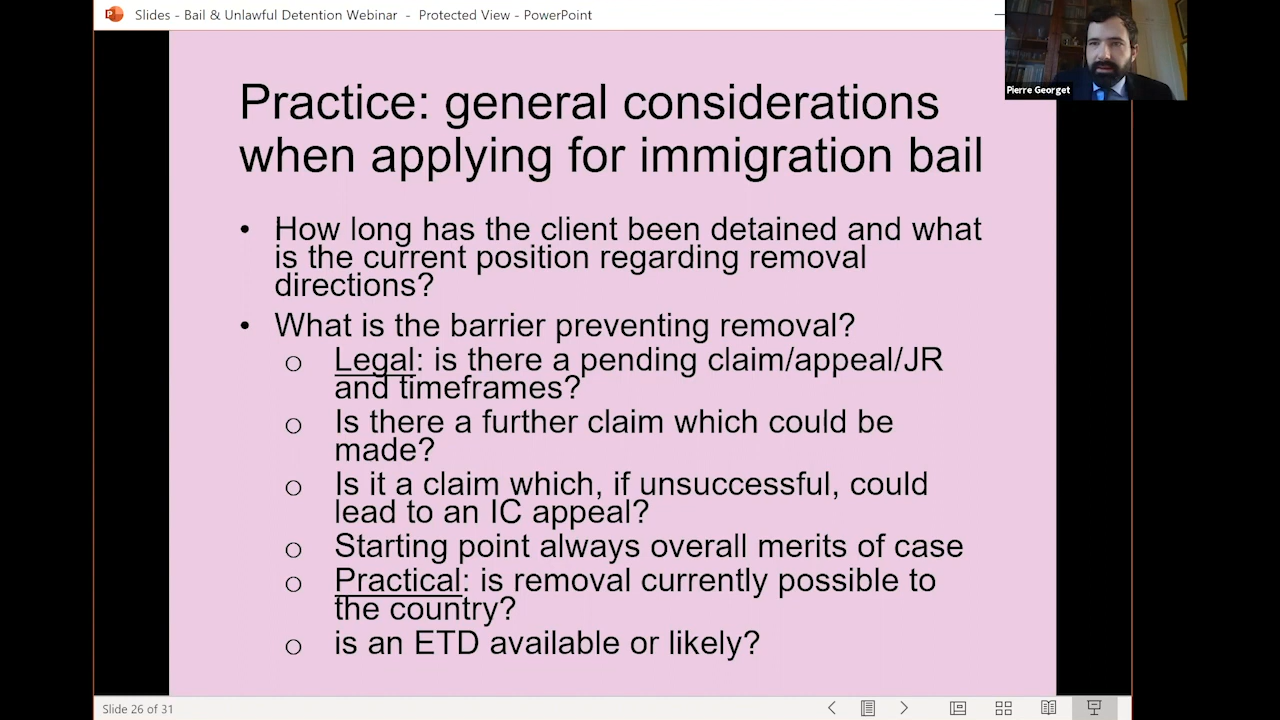 Slides - Bail & Unlawful Detention Webinar - Protected View - PowerPoint
Pierre Georget
Practice: general considerations
when applying for immigration bail
• How long has the client been detained and what
is the current position regarding removal
directions?
• What is the barrier preventing removal?
o Legal: is there a pending claim/appeal/JR
and timeframes?
o Is there a further claim which could be
made?
o Is it a claim which, if unsuccessful, could
lead to an IC appeal?
o Starting point always overall merits of case
o Practical: is removal currently possible to
the country?
o is an ETD available or likely?
Slide 26 of 31